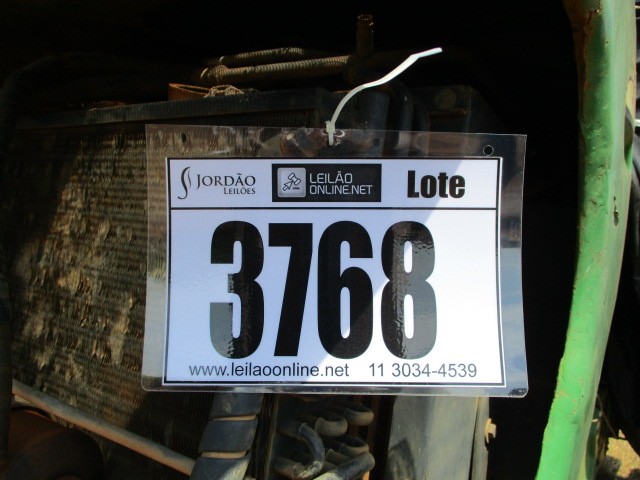 JORDÃO
LEILÕES
LEILÃO
ONLINE.NET
Lote
3768
www.leilaoonline.net 11 3034-4539